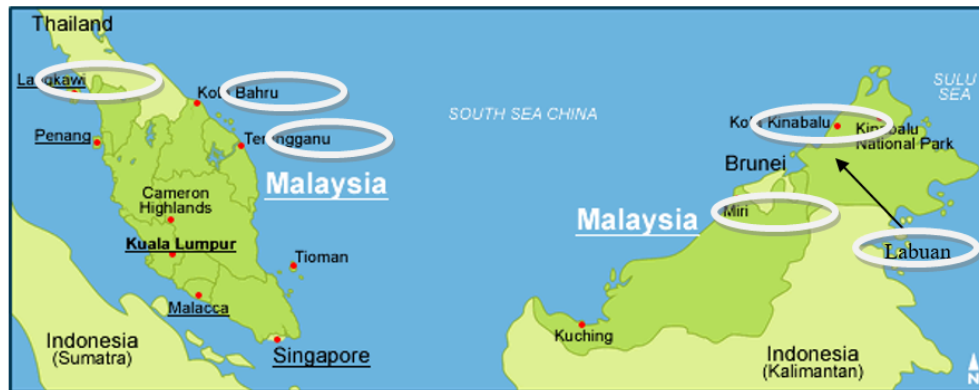 Thailand
Langkawi
Kota Bahru
Penang
Terengganu
Malaysia
Cameron
Highlands
Kuala Lumpur
Tioman
Malacca
Indonesia
(Sumatra)
Singapore
SOUTH SEA CHINA
SULU
SEA
Kota Kinabalu
Kinabalu
National Park
Brunei
Miri
Malaysia
Labuan
Kuching
Indonesia
(Kalimantan)
N